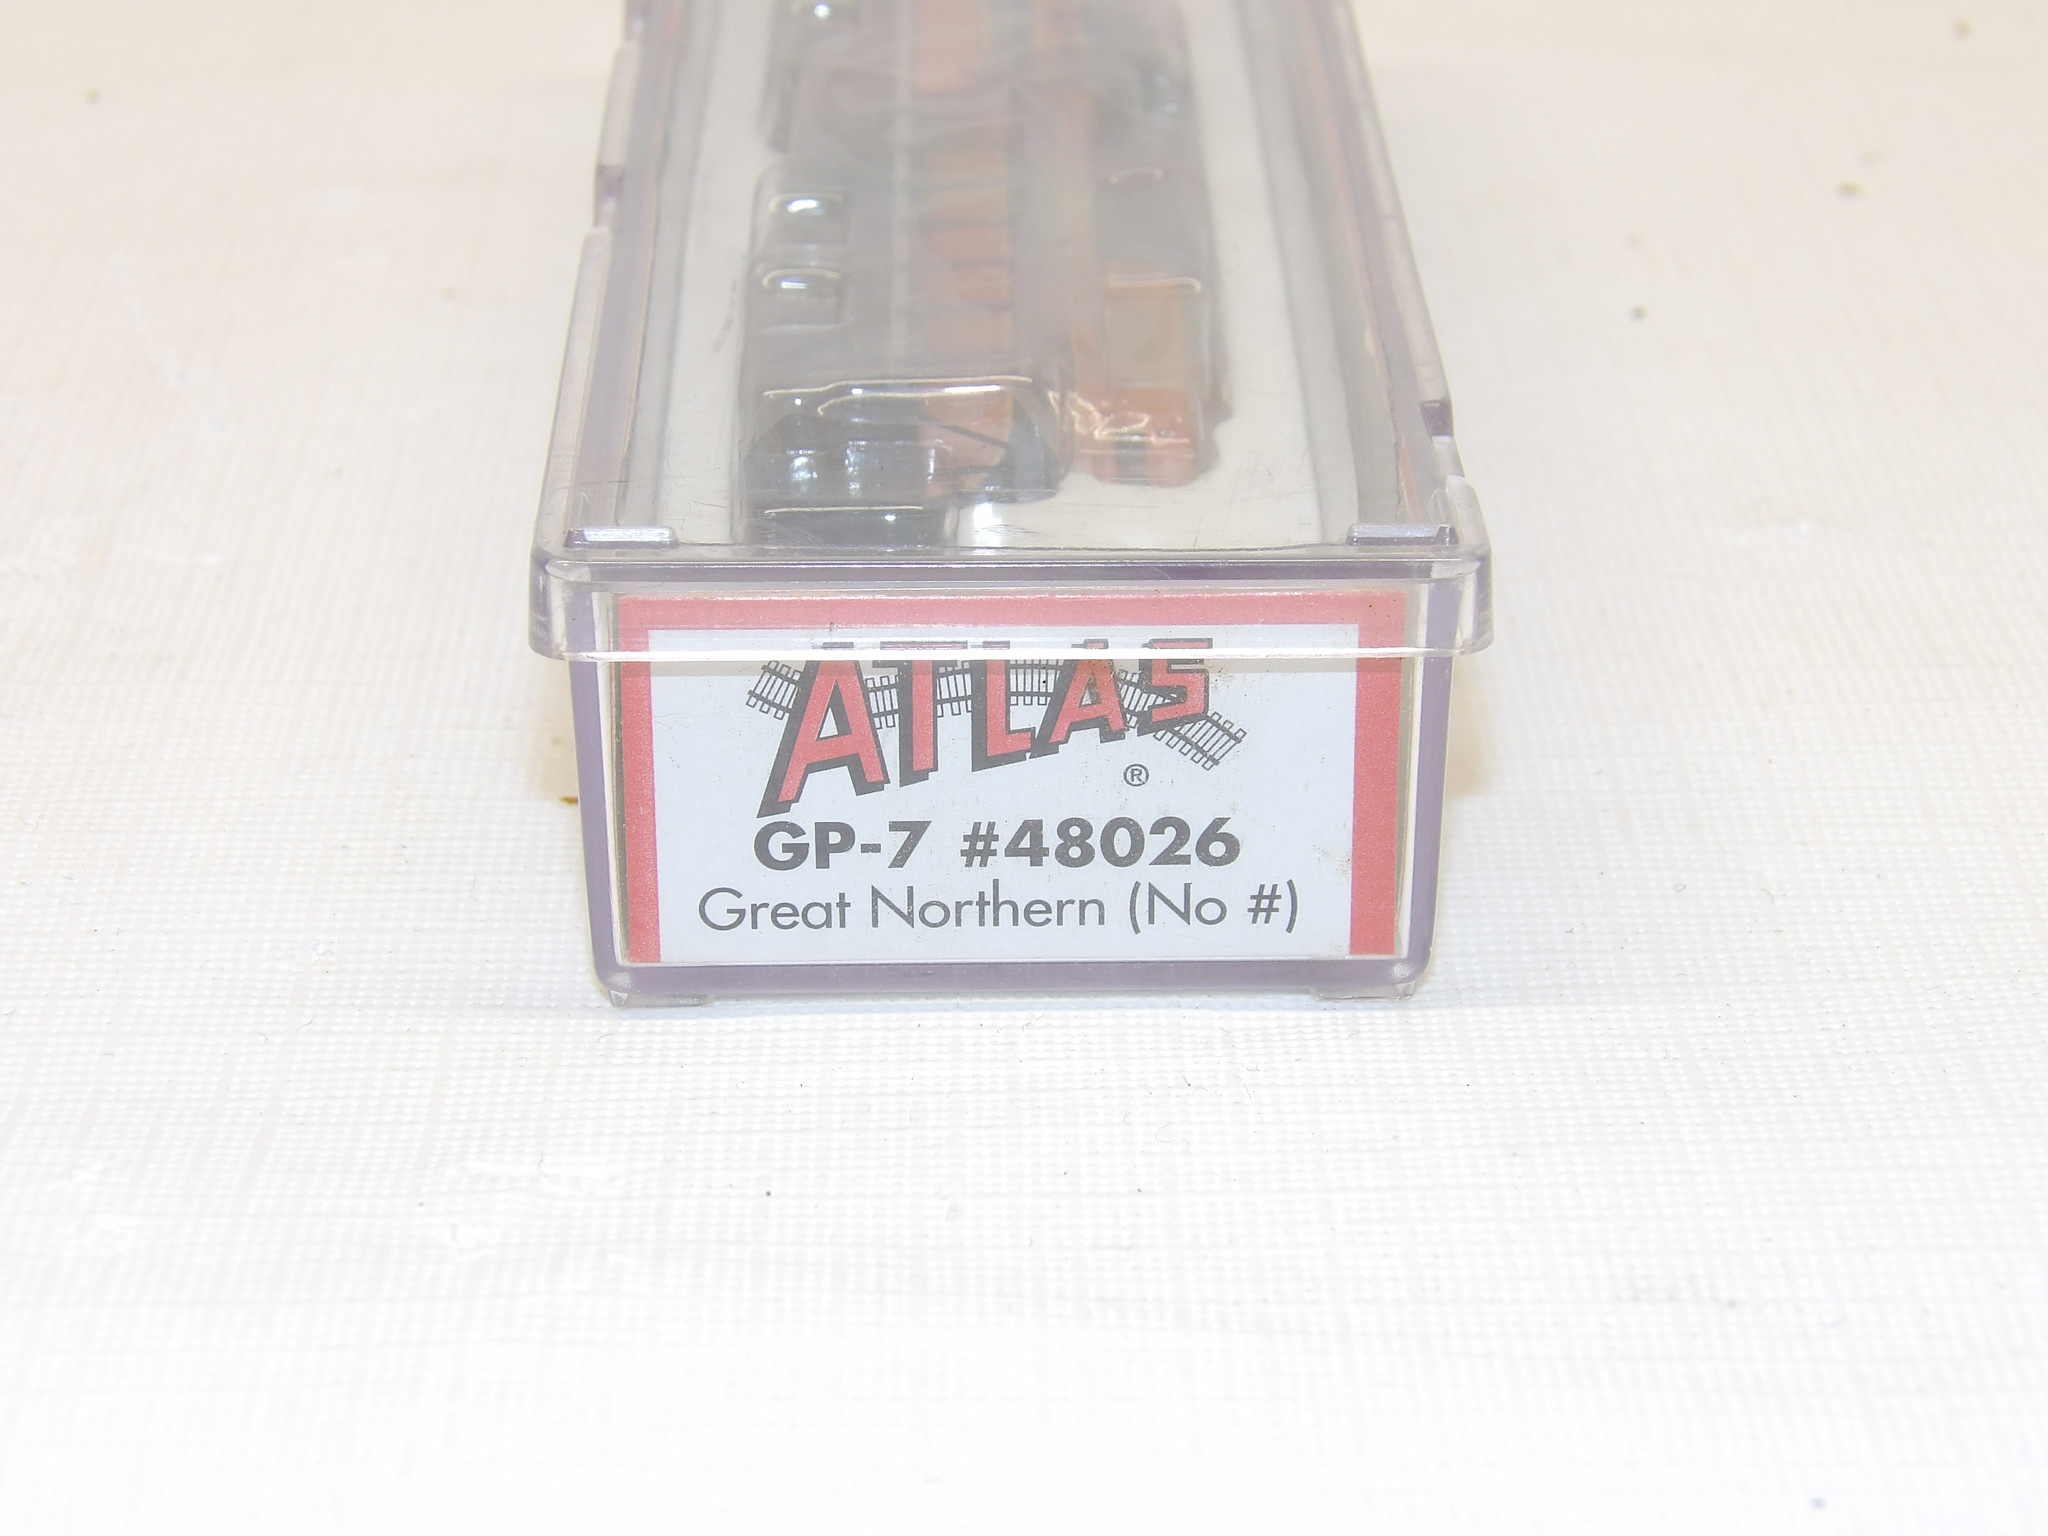 ATLAS ®
GP-7 #48026
Great Northern (No #)